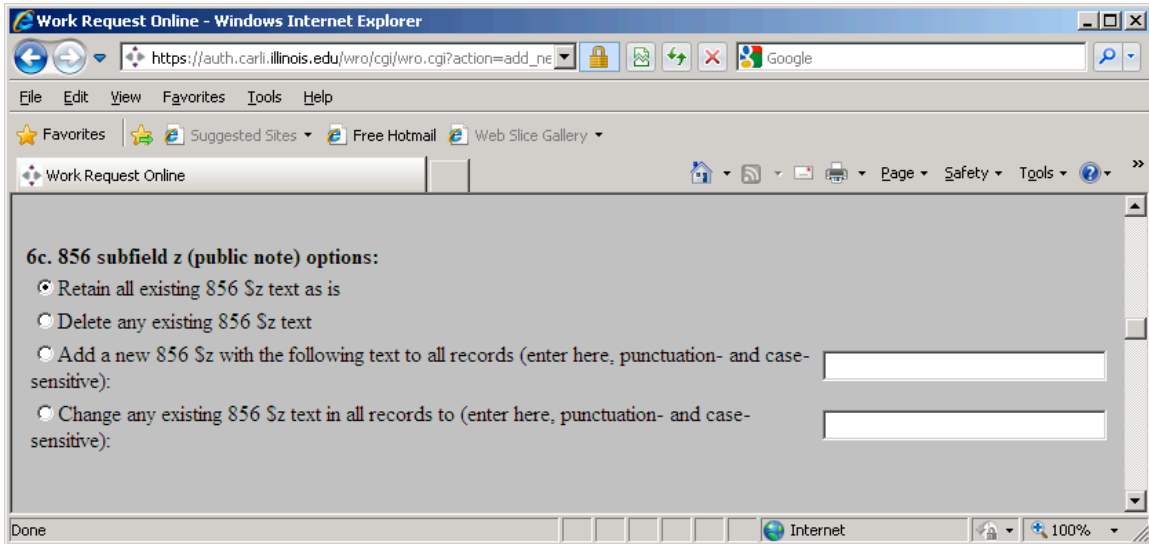 Work Request Online - Windows Internet Explorer
https://auth.carli.illinois.edu/wro/cgi/wro.cgi?action=add_ne
Google
File Edit View Favorites Tools Help
Favorites Suggested Sites Free Hotmail Web Slice Gallery
Work Request Online
Page Safety Tools »
6c. 856 subfield z (public note) options:
Retain all existing 856 $z text as is
Delete any existing 856 $z text
Add a new 856 $z with the following text to all records (enter here, punctuation- and case-
sensitive):
Change any existing 856 $z text in all records to (enter here, punctuation- and case-
sensitive):
Done Internet 100%